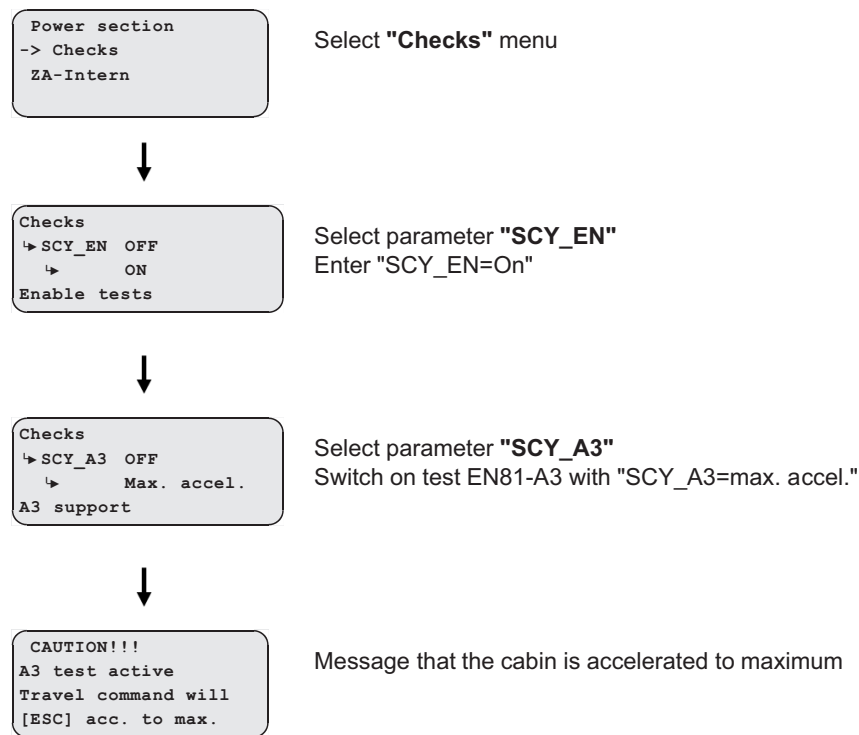 Power section
-> Checks
ZA-Intern
Select "Checks" menu
Checks
↳ SCY_EN OFF
↳ ON
Enable tests
Select parameter "SCY_EN"
Enter "SCY_EN=On"
Checks
↳ SCY_A3 OFF
↳ Max. accel.
A3 support
Select parameter "SCY_A3"
Switch on test EN81-A3 with "SCY_A3=max. accel."
CAUTION!!!
A3 test active
Travel command will
[ESC] acc. to max.
Message that the cabin is accelerated to maximum